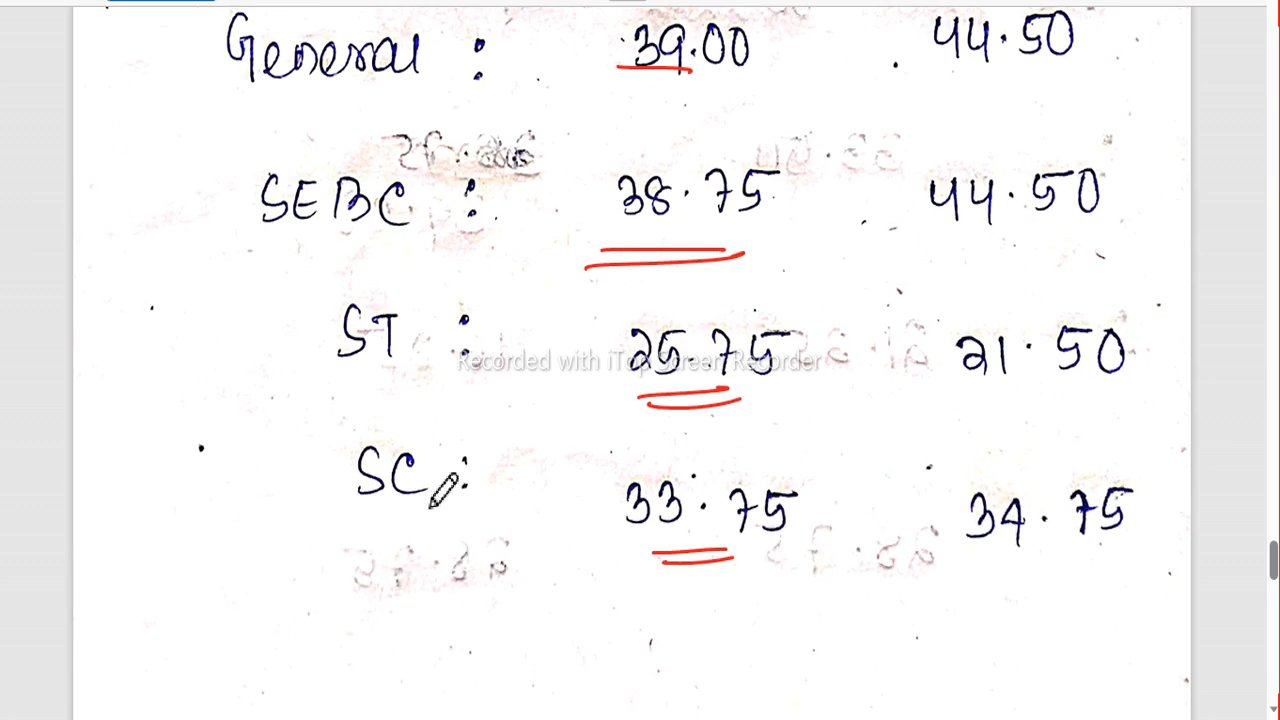 General : 39.00 44.50
SEBC : 38.75 44.50
ST : 25.75 21.50
Recorded with iTop Screen Recorder
SC : 33.75 34.75